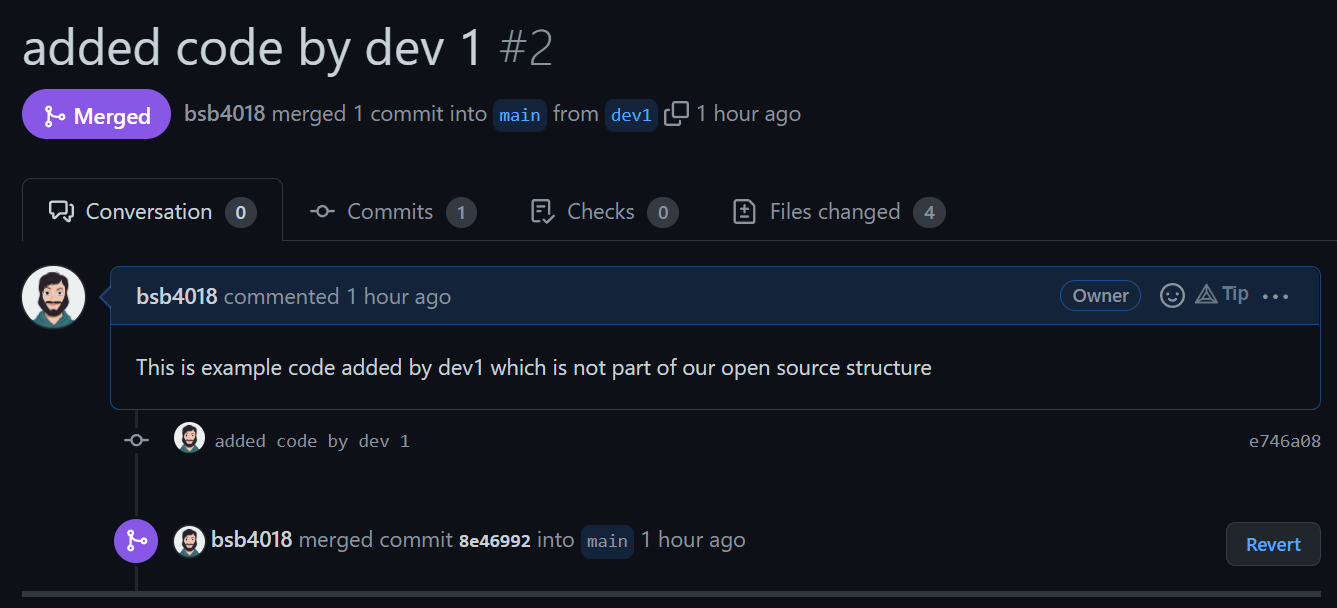 added code by dev 1 #2
Merged bsb4018 merged 1 commit into main from dev1 1 hour ago
Conversation 0 Commits 1 Checks 0 Files changed 4
bsb4018 commented 1 hour ago Owner Tip
This is example code added by dev1 which is not part of our open source structure
added code by dev 1 e746a08
bsb4018 merged commit 8e46992 into main 1 hour ago Revert